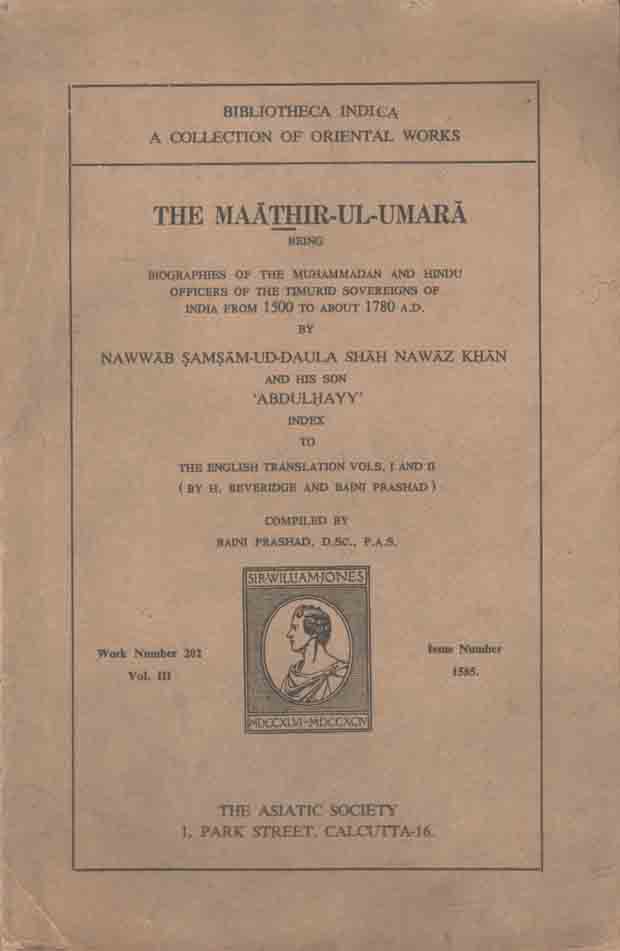 BIBLIOTHECA INDICA
A COLLECTION OF ORIENTAL WORKS
THE MAĀTHIR-UL-UMARĀ
BEING
BIOGRAPHIES OF THE MUHAMMADAN AND HINDU
OFFICERS OF THE TIMURID SOVEREIGNS OF
INDIA FROM 1500 TO ABOUT 1780 A.D.
BY
NAWWĀB ṢAMṢĀM-UD-DAULA SHĀH NAWĀZ KHĀN
AND HIS SON
'ABDULḤAYY'
INDEX
TO
THE ENGLISH TRANSLATION VOLS. I AND II
( BY H. BEVERIDGE AND BAINI PRASHAD )
COMPILED BY
BAINI PRASHAD, D.SC., F.A.S.
SIR·WILLIAM·JONES
MDCCXLVI-MDCCXCIV
Work Number 202
Vol. III
Issue Number
1585.
THE ASIATIC SOCIETY
1, PARK STREET, CALCUTTA-16.